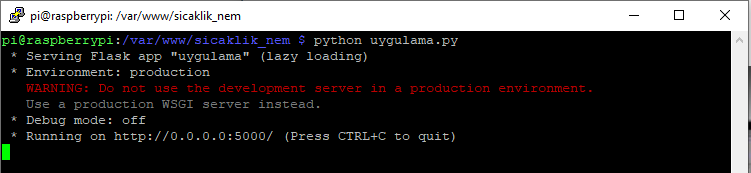 pi@raspberrypi: /var/www/sicaklik_nem
pi@raspberrypi:/var/www/sicaklik_nem $ python uygulama.py
* Serving Flask app "uygulama" (lazy loading)
* Environment: production
WARNING: Do not use the development server in a production environment.
Use a production WSGI server instead.
* Debug mode: off
* Running on http://0.0.0.0:5000/ (Press CTRL+C to quit)